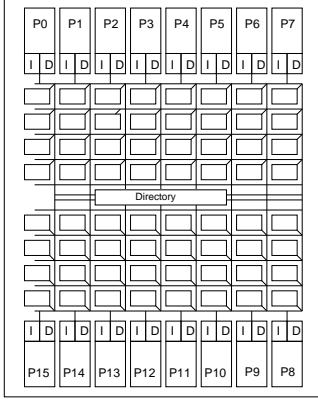 P0 P1 P2 P3 P4 P5 P6 P7
I D I D I D I D I D I D I D I D
Directory
I D I D I D I D I D I D I D I D
P15 P14 P13 P12 P11 P10 P9 P8